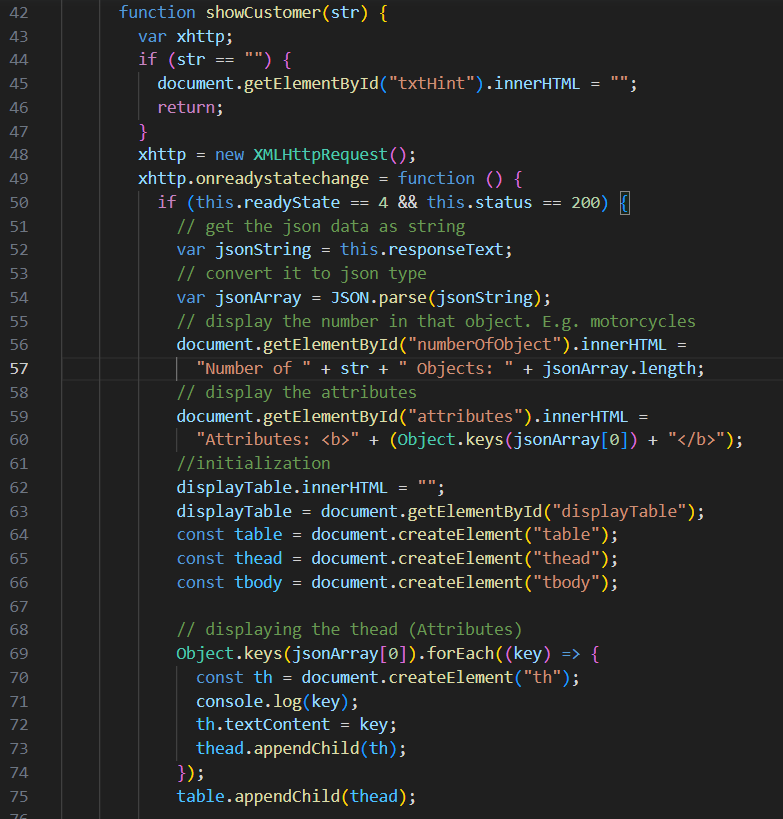 42 function showCustomer(str) {
43 var xhttp;
44 if (str == "") {
45 document.getElementById("txtHint").innerHTML = "";
46 return;
47 }
48 xhttp = new XMLHttpRequest();
49 xhttp.onreadystatechange = function () {
50 if (this.readyState == 4 && this.status == 200) {
51 // get the json data as string
52 var jsonString = this.responseText;
53 // convert it to json type
54 var jsonArray = JSON.parse(jsonString);
55 // display the number in that object. E.g. motorcycles
56 document.getElementById("numberOfObject").innerHTML =
57 "Number of " + str + " Objects: " + jsonArray.length;
58 // display the attributes
59 document.getElementById("attributes").innerHTML =
60 "Attributes: <b>" + (Object.keys(jsonArray[0]) + "</b>");
61 //initialization
62 displayTable.innerHTML = "";
63 displayTable = document.getElementById("displayTable");
64 const table = document.createElement("table");
65 const thead = document.createElement("thead");
66 const tbody = document.createElement("tbody");
67
68 // displaying the thead (Attributes)
69 Object.keys(jsonArray[0]).forEach((key) => {
70 const th = document.createElement("th");
71 console.log(key);
72 th.textContent = key;
73 thead.appendChild(th);
74 });
75 table.appendChild(thead);